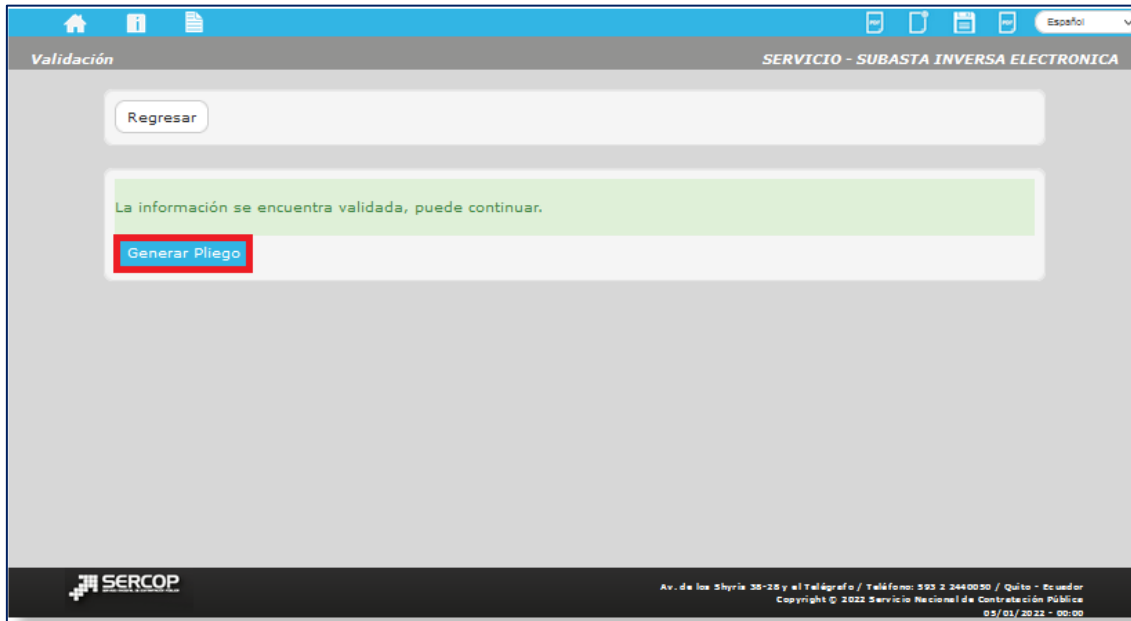 Español
Validación
SERVICIO - SUBASTA INVERSA ELECTRONICA
Regresar
La información se encuentra validada, puede continuar.
Generar Pliego
SERCOP
Av. de los Shyris 38-28 y el Telégrafo / Teléfono: 593 2 2440050 / Quito - Ecuador
Copyright © 2022 Servicio Nacional de Contratación Pública
05/01/2022 - 00:00